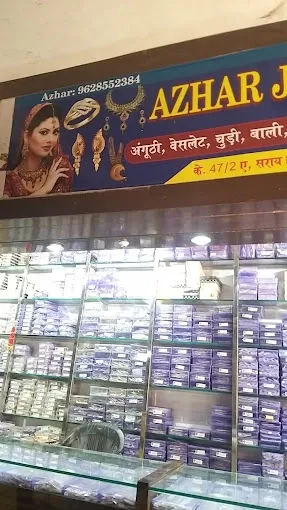 Azhar: 9628552384
AZHAR J
अंगूठी, वेसलेट, चुड़ी, बाली,
के. 47/2 ए, सराय